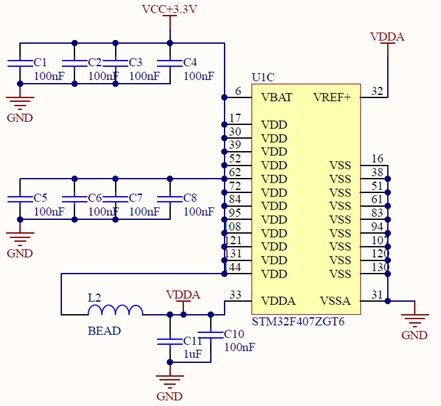 VCC+3.3V
VDDA
C1
100nF
C2
100nF
C3
100nF
C4
100nF
GND
U1C
6
VBAT
VREF+
32
17
VDD
30
VDD
39
VDD
52
VDD
VSS
16
62
VDD
VSS
38
72
VDD
VSS
51
84
VDD
VSS
61
95
VDD
VSS
83
108
VDD
VSS
94
121
VDD
VSS
107
131
VDD
VSS
120
144
VDD
VSS
130
C5
100nF
C6
100nF
C7
100nF
C8
100nF
GND
33
VDDA
VSSA
31
STM32F407ZGT6
L2
BEAD
VDDA
C11
1uF
C10
100nF
GND
GND